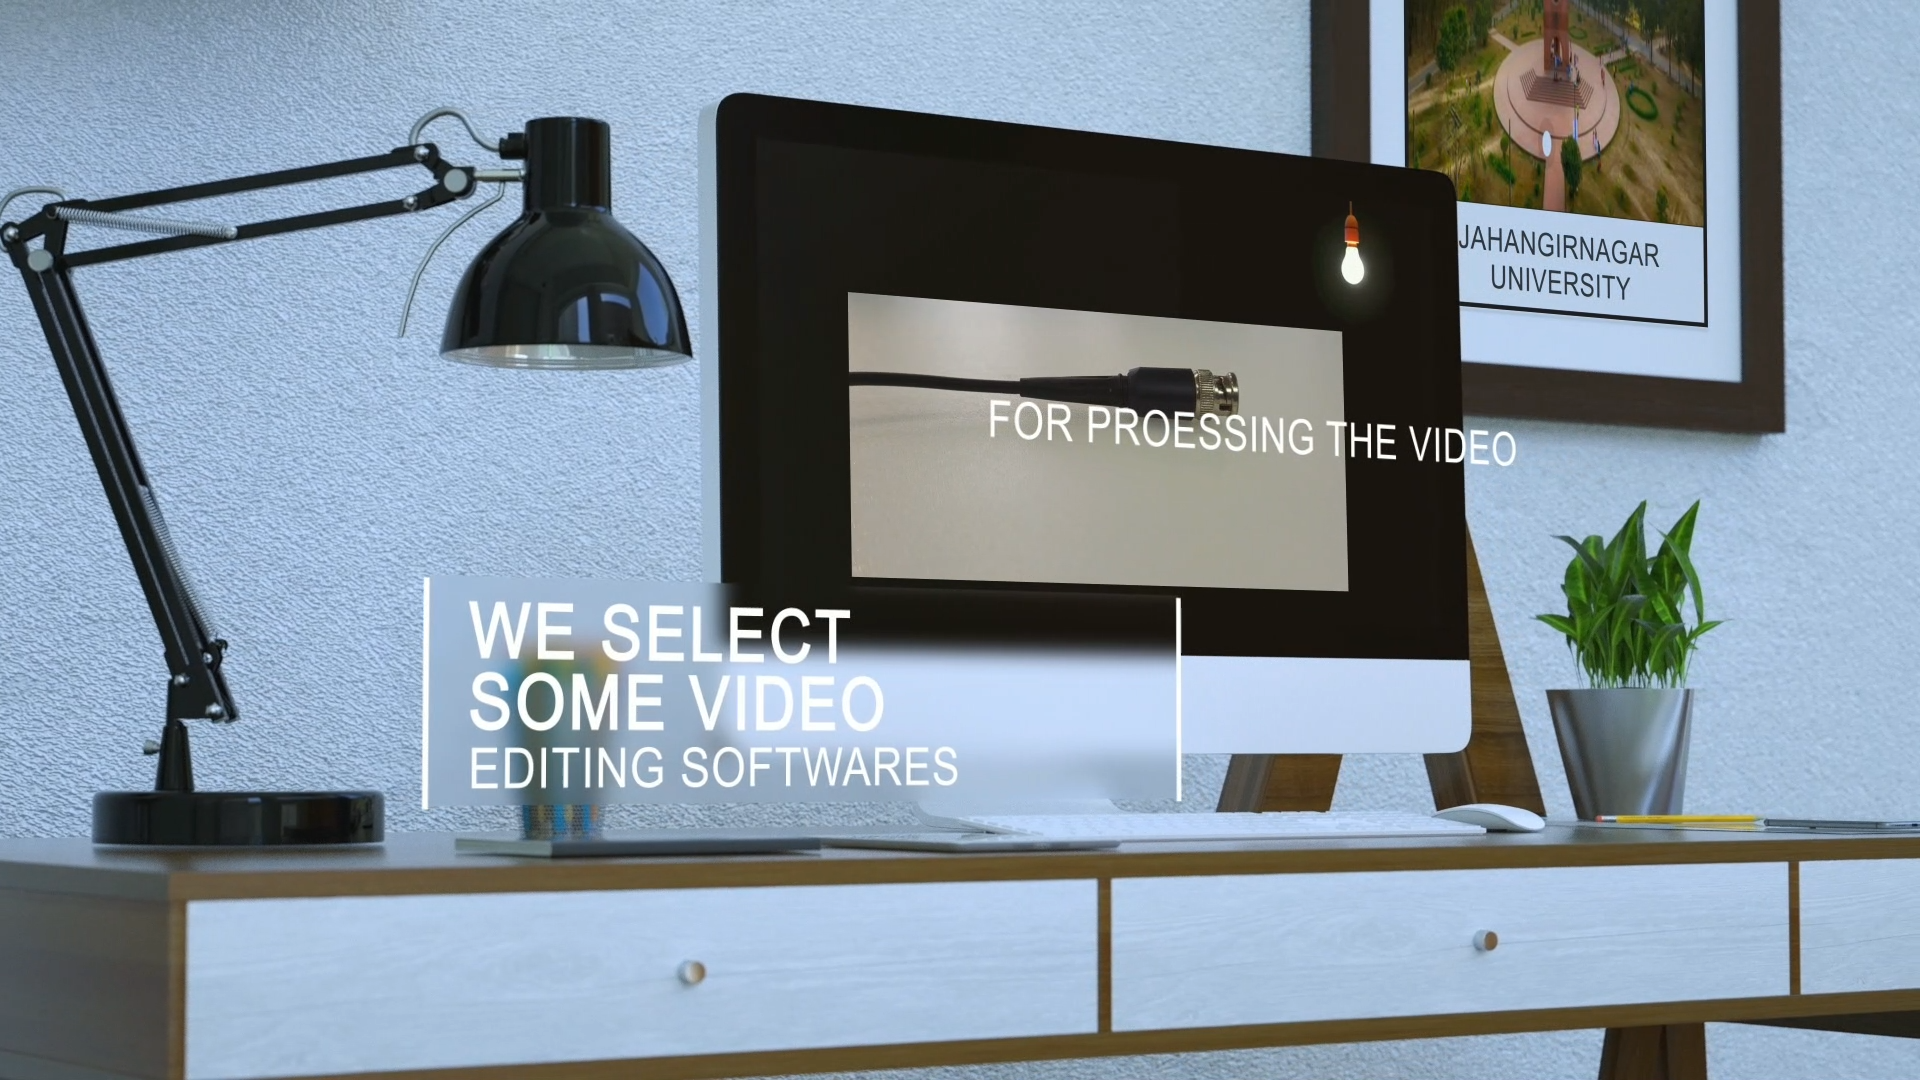 JAHANGIRNAGAR
UNIVERSITY
FOR PROESSING THE VIDEO
WE SELECT
SOME VIDEO
EDITING SOFTWARES